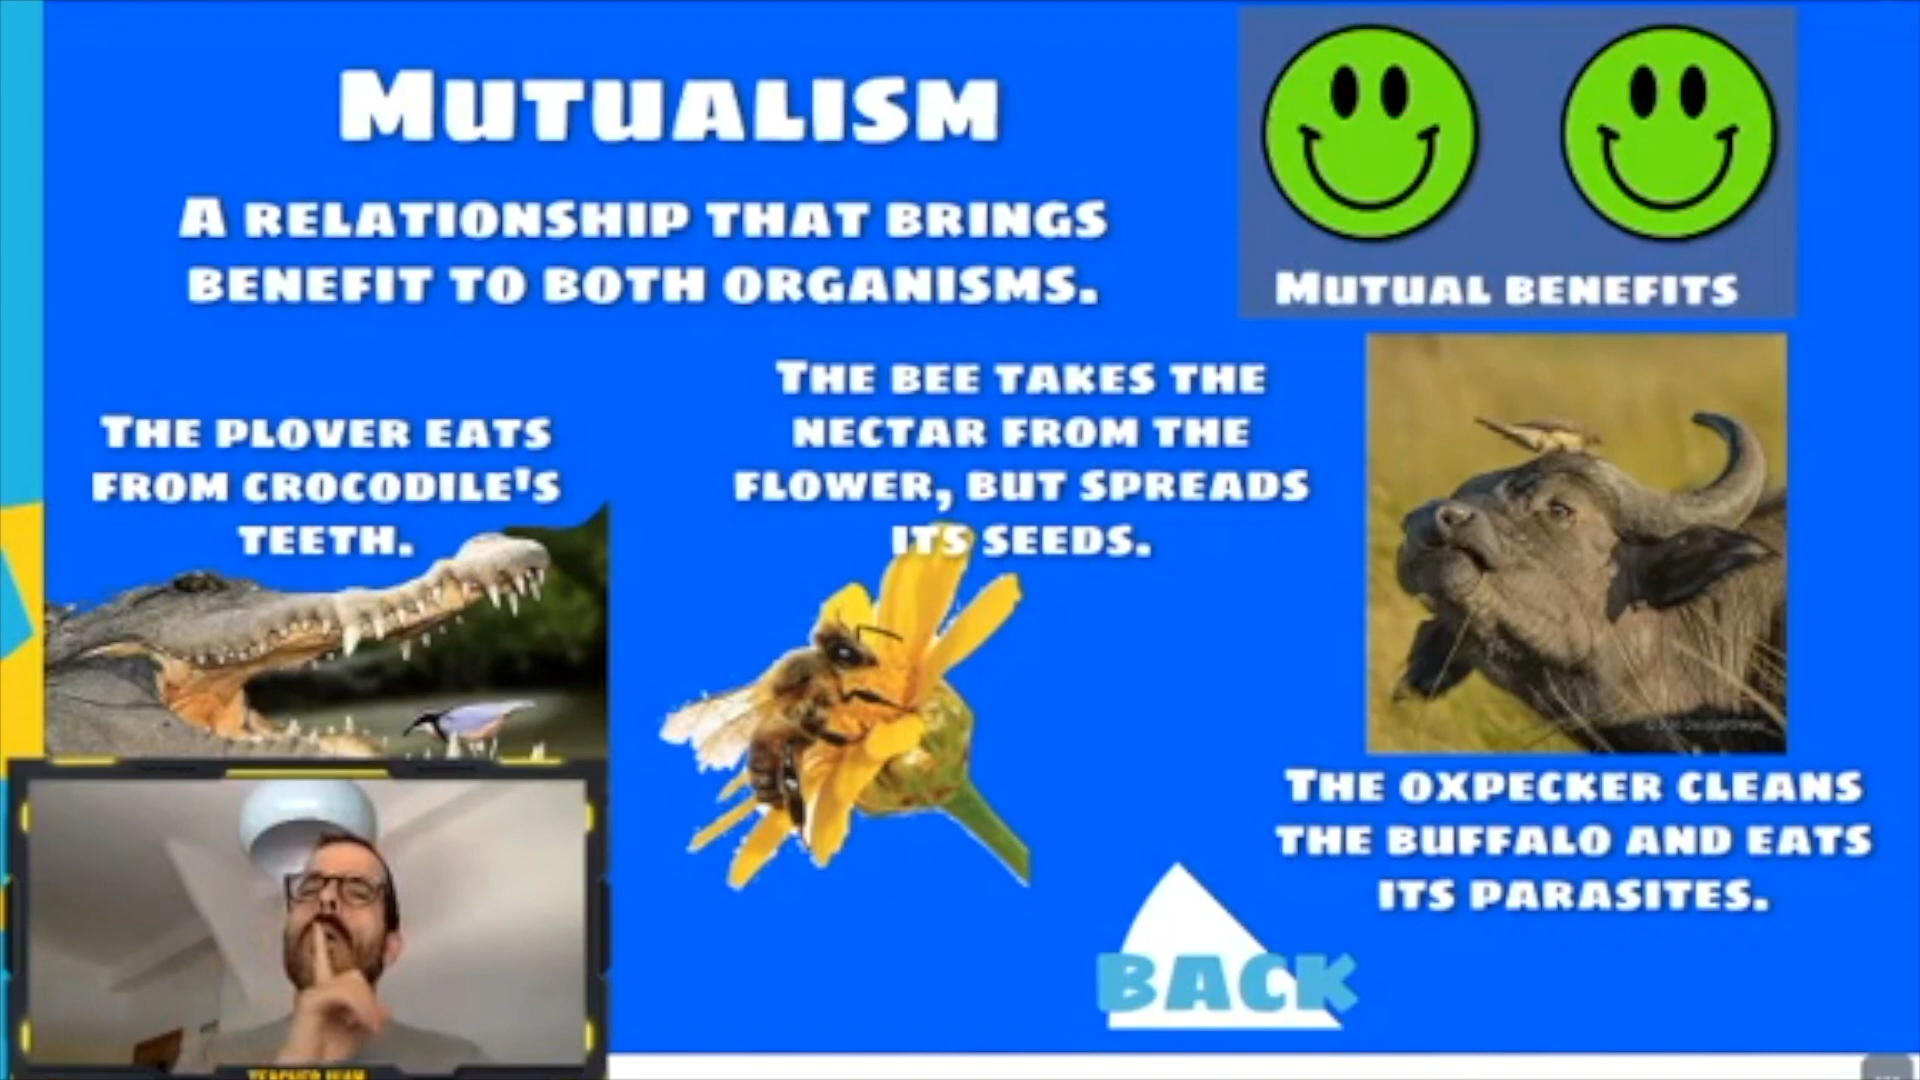 MUTUALISM
A RELATIONSHIP THAT BRINGS
BENEFIT TO BOTH ORGANISMS.
MUTUAL BENEFITS
THE PLOVER EATS
FROM CROCODILE'S
TEETH.
THE BEE TAKES THE
NECTAR FROM THE
FLOWER, BUT SPREADS
ITS SEEDS.
THE OXPECKER CLEANS
THE BUFFALO AND EATS
ITS PARASITES.
BACK